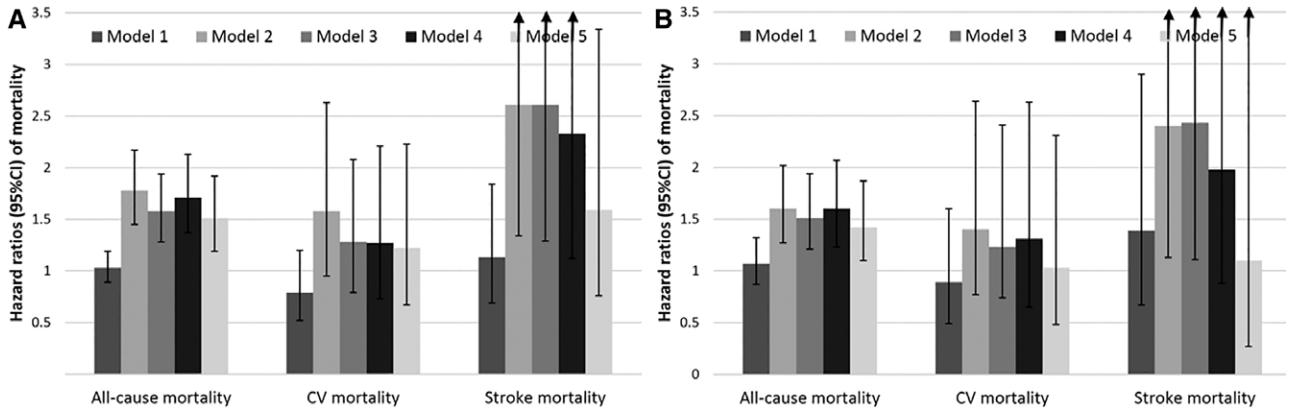 A
Hazard ratios (95%CI) of mortality
3.5
3
2.5
2
1.5
1
0.5
Model 1 Model 2 Model 3 Model 4 Model 5
All-cause mortality CV mortality Stroke mortality
B
Hazard ratios (95%CI) of mortality
3.5
3
2.5
2
1.5
1
0.5
0
Model 1 Model 2 Model 3 Model 4 Model 5
All-cause mortality CV mortality Stroke mortality